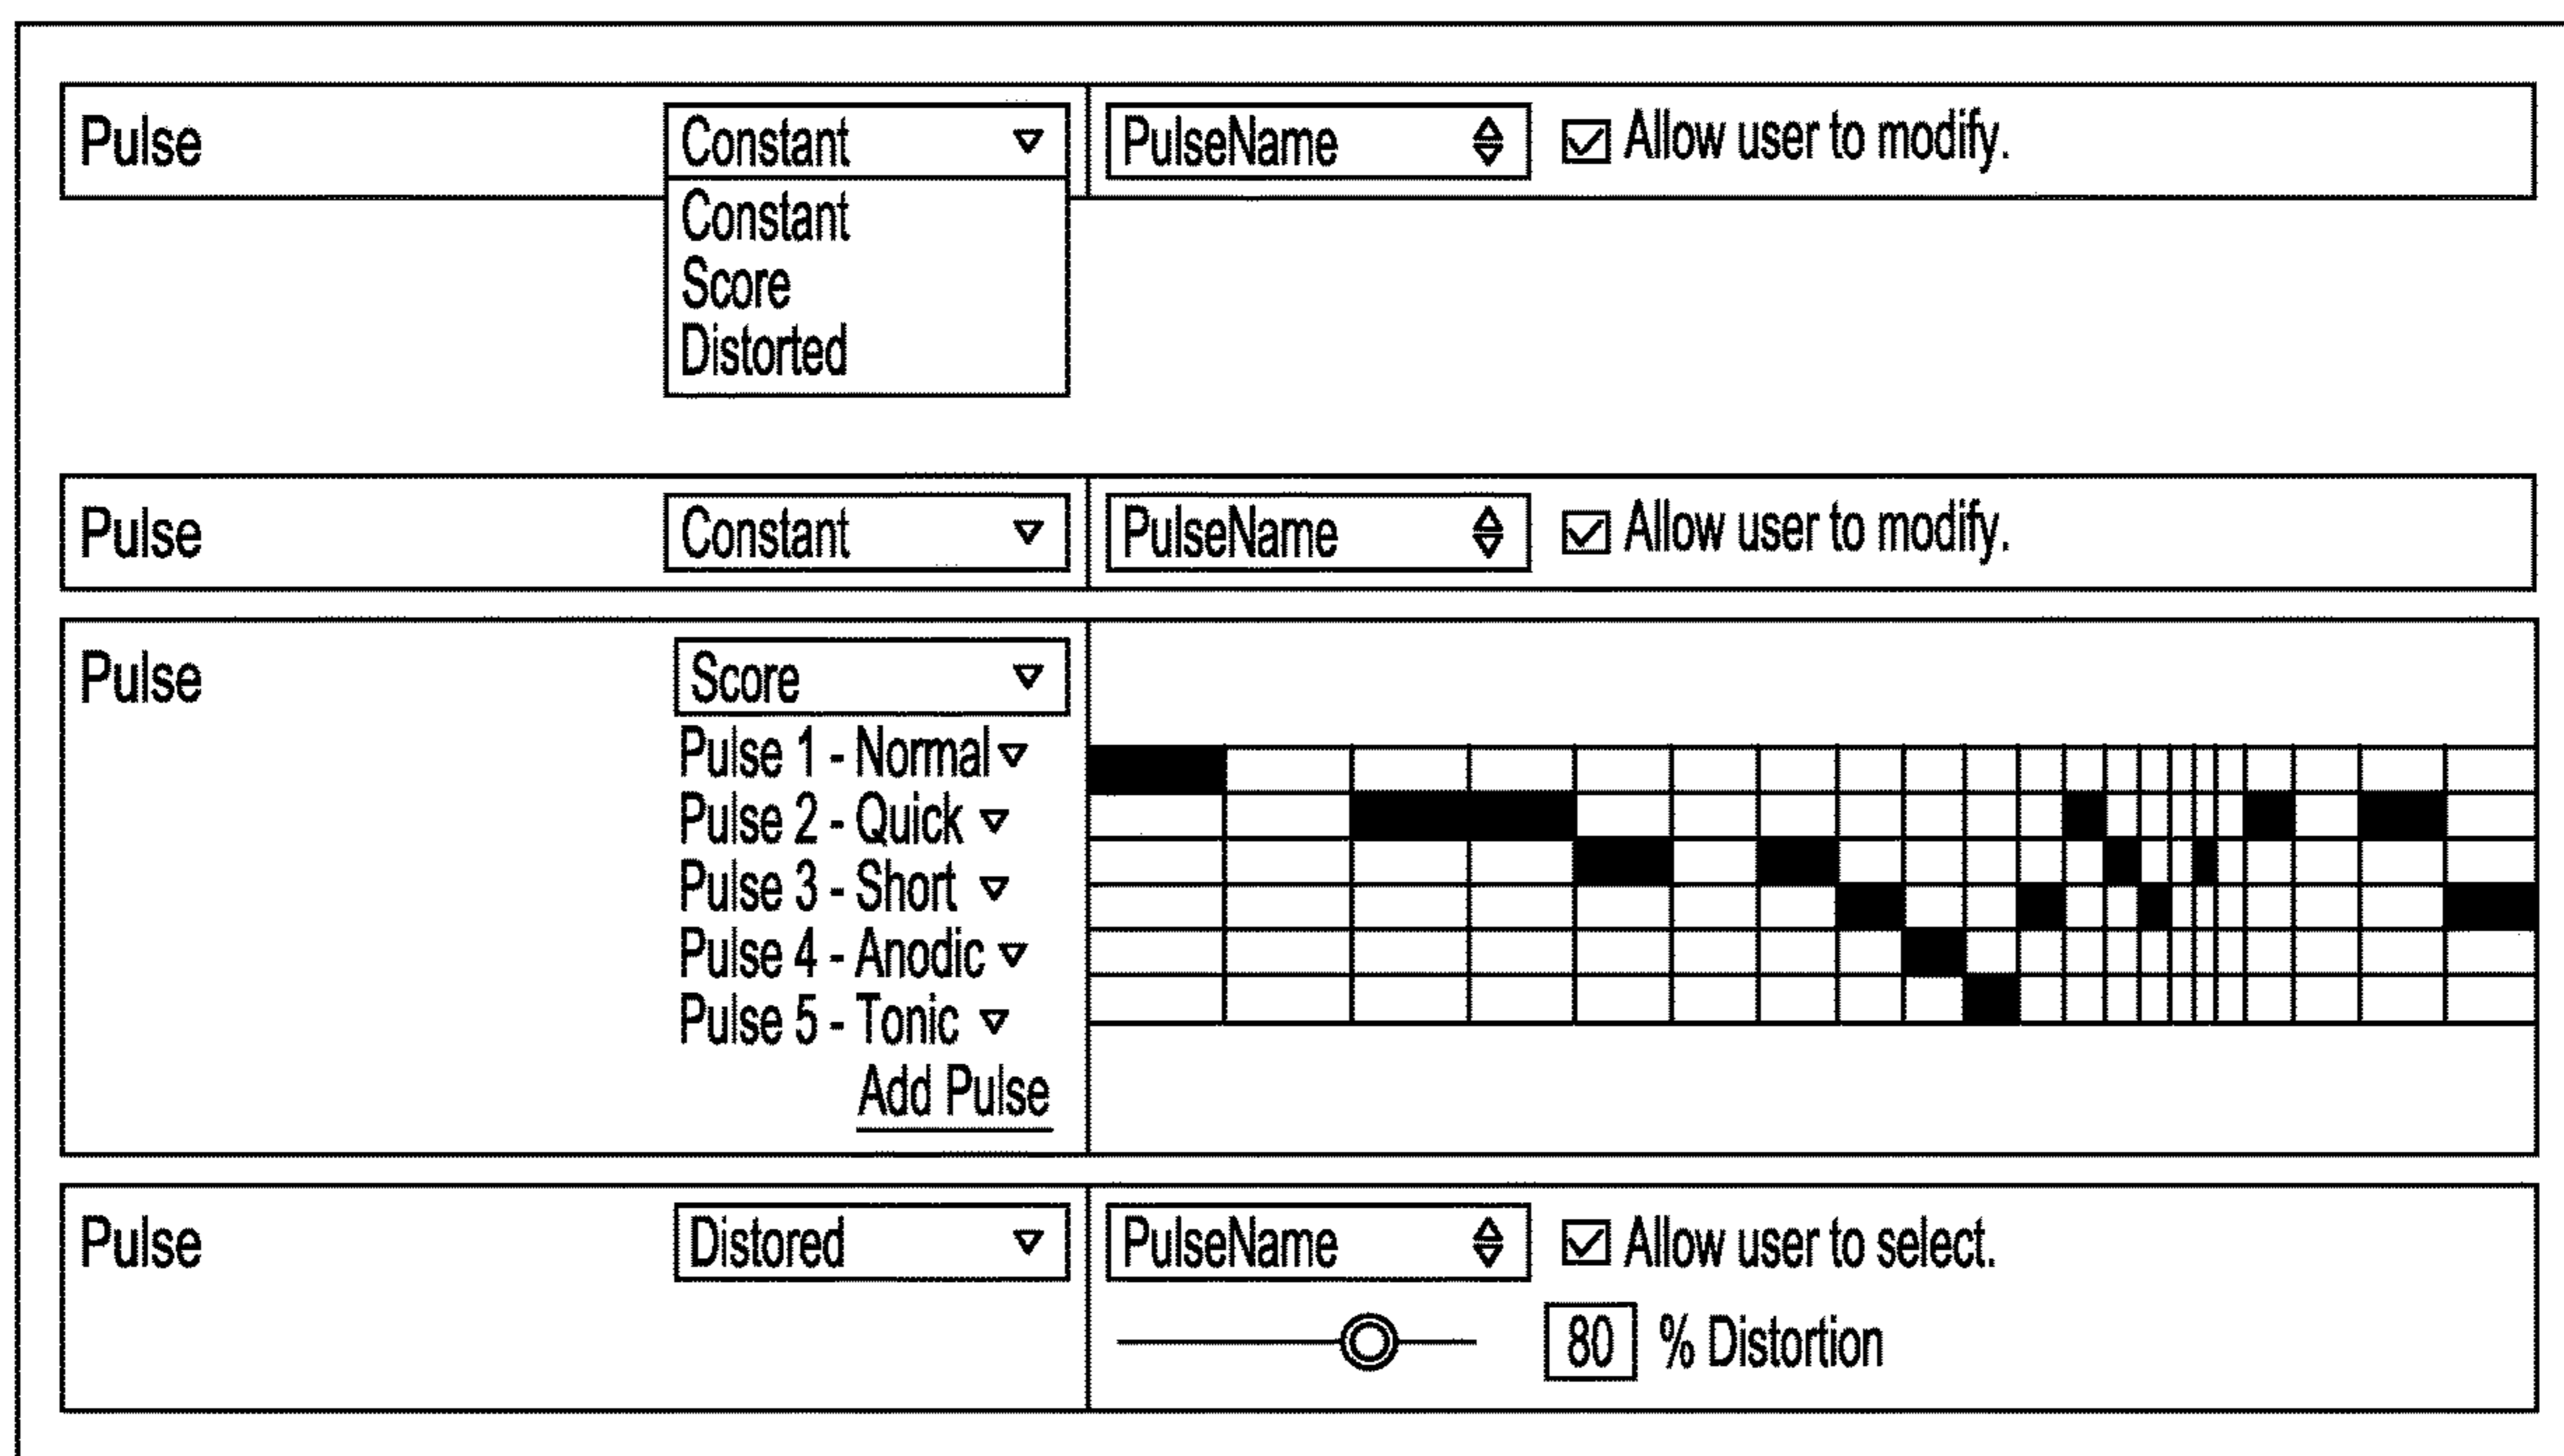 Pulse Constant PulseName Allow user to modify.
Constant
Score
Distorted
Pulse Constant PulseName Allow user to modify.
Pulse Score
Pulse 1 - Normal
Pulse 2 - Quick
Pulse 3 - Short
Pulse 4 - Anodic
Pulse 5 - Tonic
Add Pulse
Pulse Distored PulseName Allow user to select.
80 % Distortion